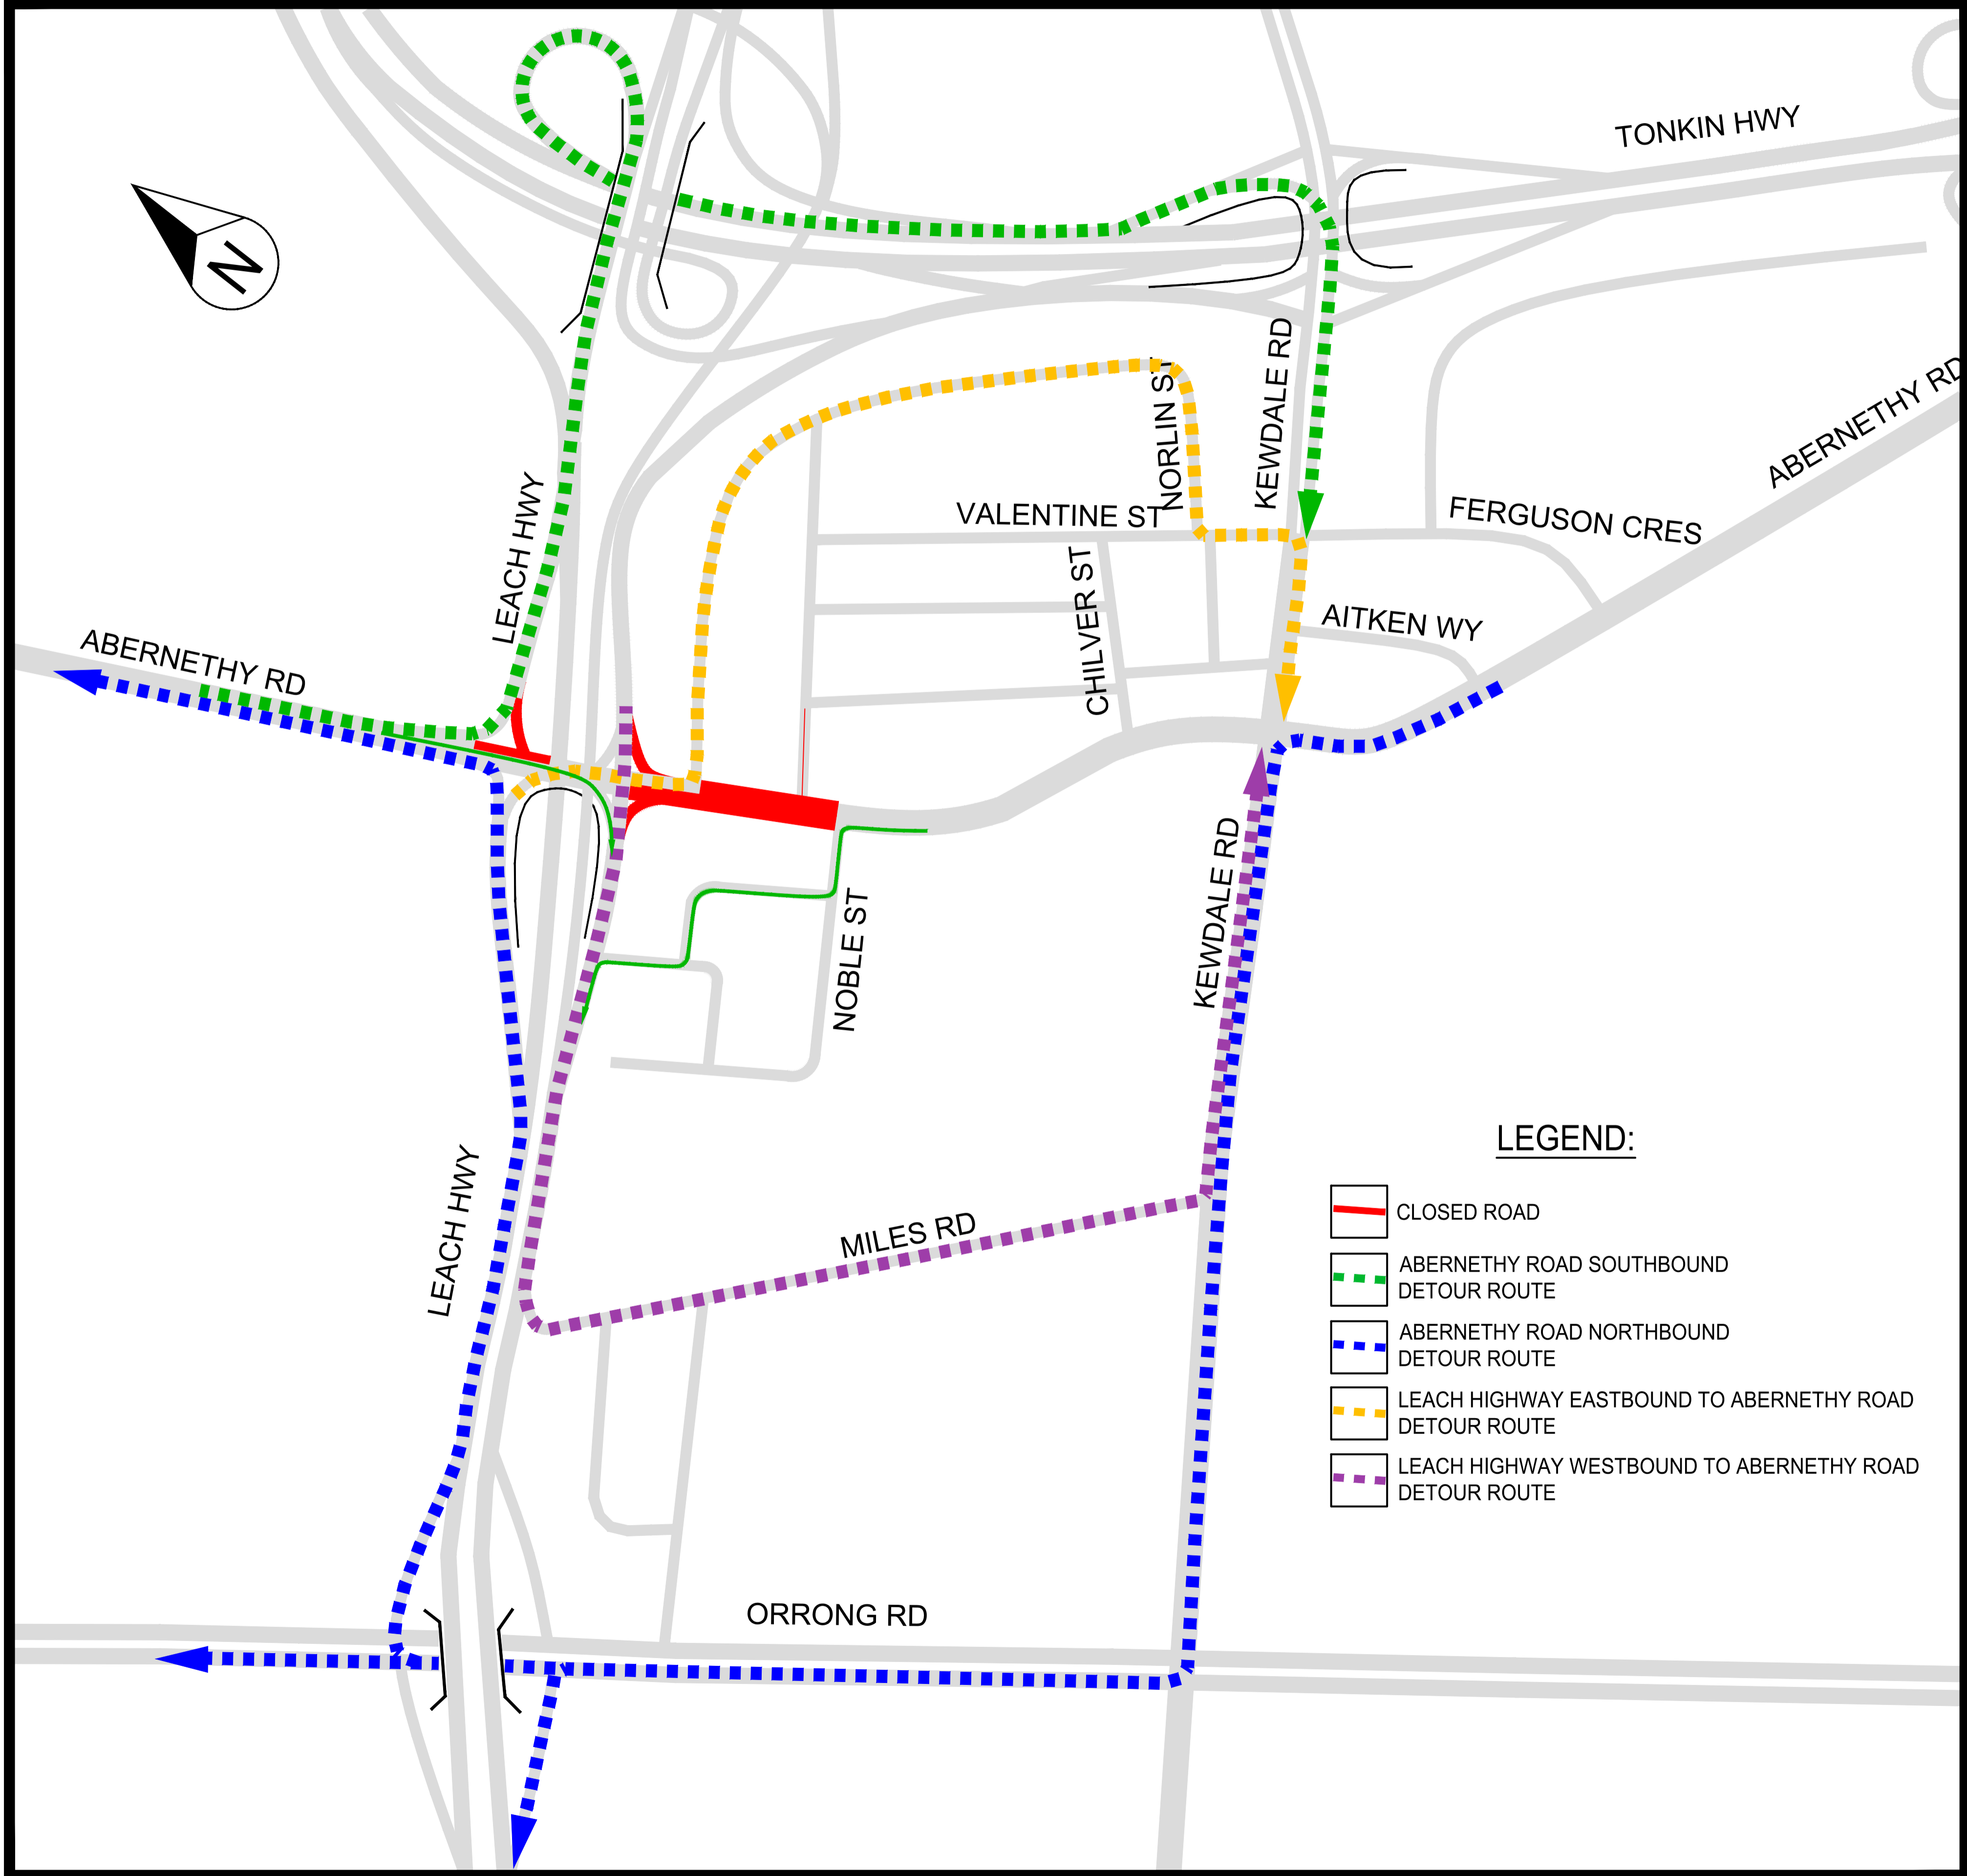 TONKIN HWY
N
KEWDALE RD
NORLIN ST
ABERNETHY RD
LEACH HWY
VALENTINE ST
FERGUSON CRES
CHILVER ST
AITKEN WY
ABERNETHY RD
KEWDALE RD
NOBLE ST
LEACH HWY
MILES RD
ORRONG RD
LEGEND:
CLOSED ROAD
ABERNETHY ROAD SOUTHBOUND
DETOUR ROUTE
ABERNETHY ROAD NORTHBOUND
DETOUR ROUTE
LEACH HIGHWAY EASTBOUND TO ABERNETHY ROAD
DETOUR ROUTE
LEACH HIGHWAY WESTBOUND TO ABERNETHY ROAD
DETOUR ROUTE